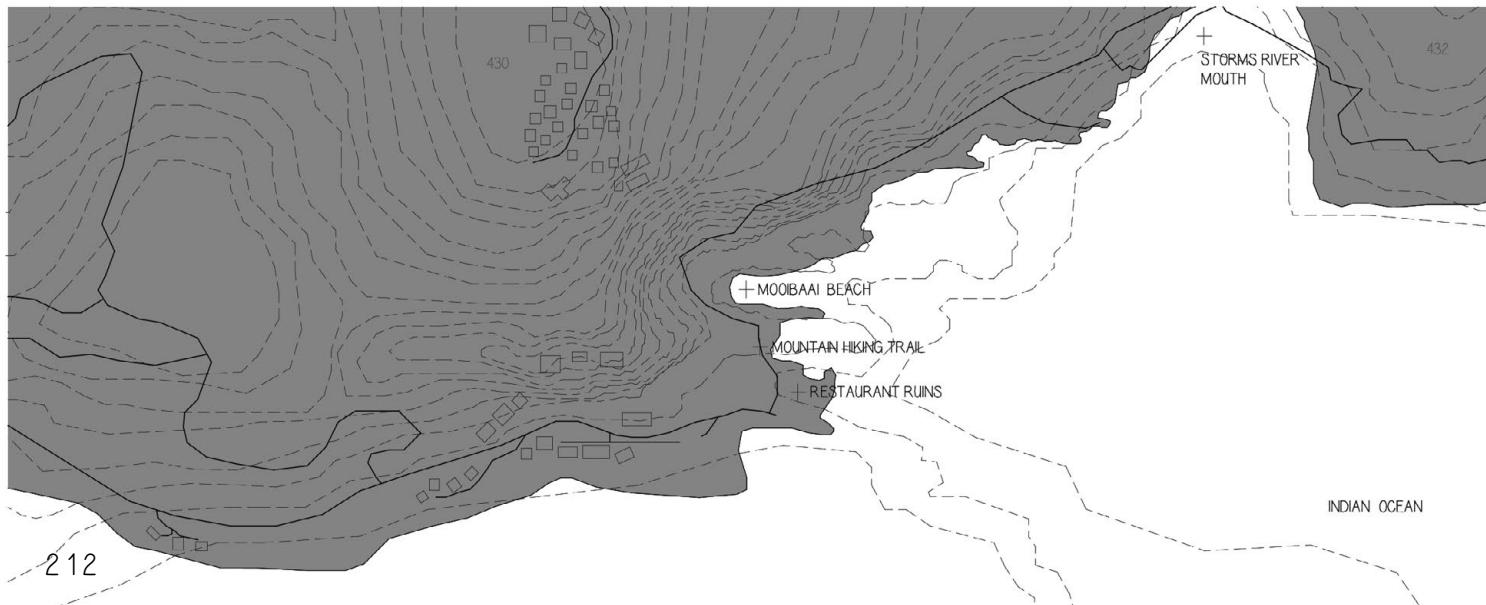 430
432
STORMS RIVER
MOUTH
MOOIBAAI BEACH
MOUNTAIN HIKING TRAIL
RESTAURANT RUINS
INDIAN OCEAN
212